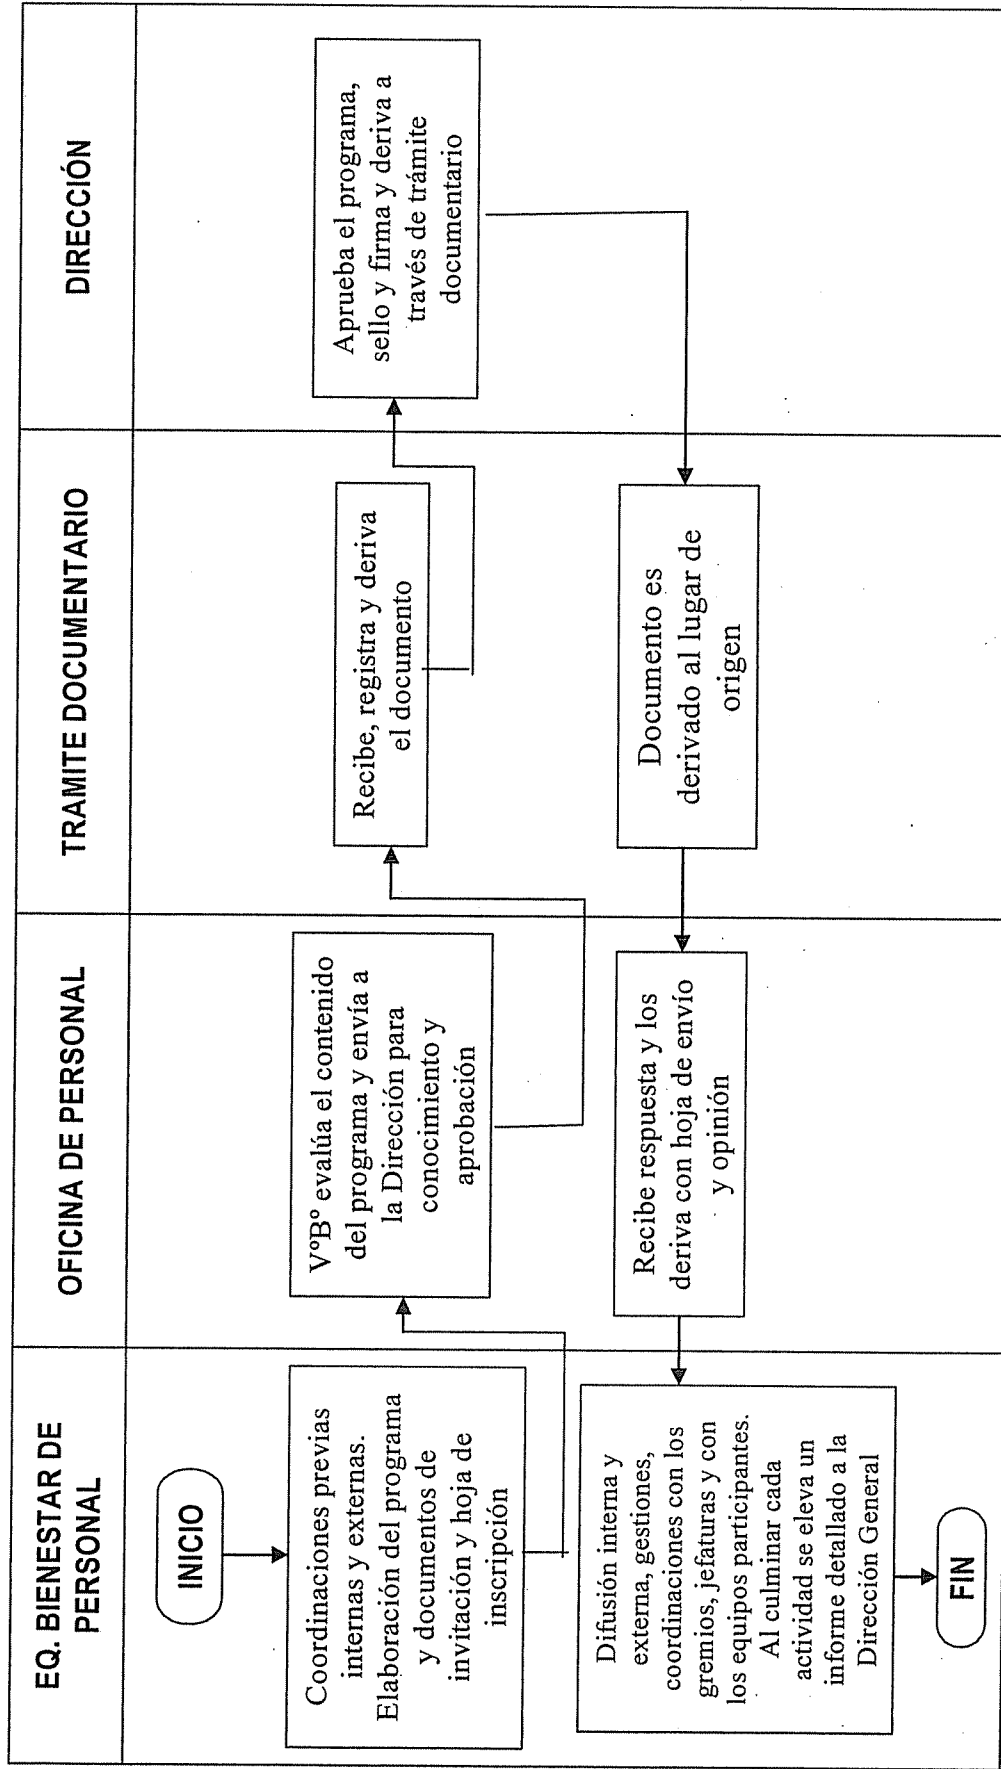 EQ. BIENESTAR DE
PERSONAL
OFICINA DE PERSONAL
TRAMITE DOCUMENTARIO
DIRECCIÓN
INICIO
Coordinaciones previas
internas y externas.
Elaboración del programa
y documentos de
invitación y hoja de
inscripción
VºBº evalúa el contenido
del programa y envía a
la Dirección para
conocimiento y
aprobación
Recibe, registra y deriva
el documento
Aprueba el programa,
sello y firma y deriva a
través de trámite
documentario
Documento es
derivado al lugar de
origen
Recibe respuesta y los
deriva con hoja de envío
y opinión
Difusión interna y
externa, gestiones,
coordinaciones con los
gremios, jefaturas y con
los equipos participantes.
Al culminar cada
actividad se eleva un
informe detallado a la
Dirección General
FIN